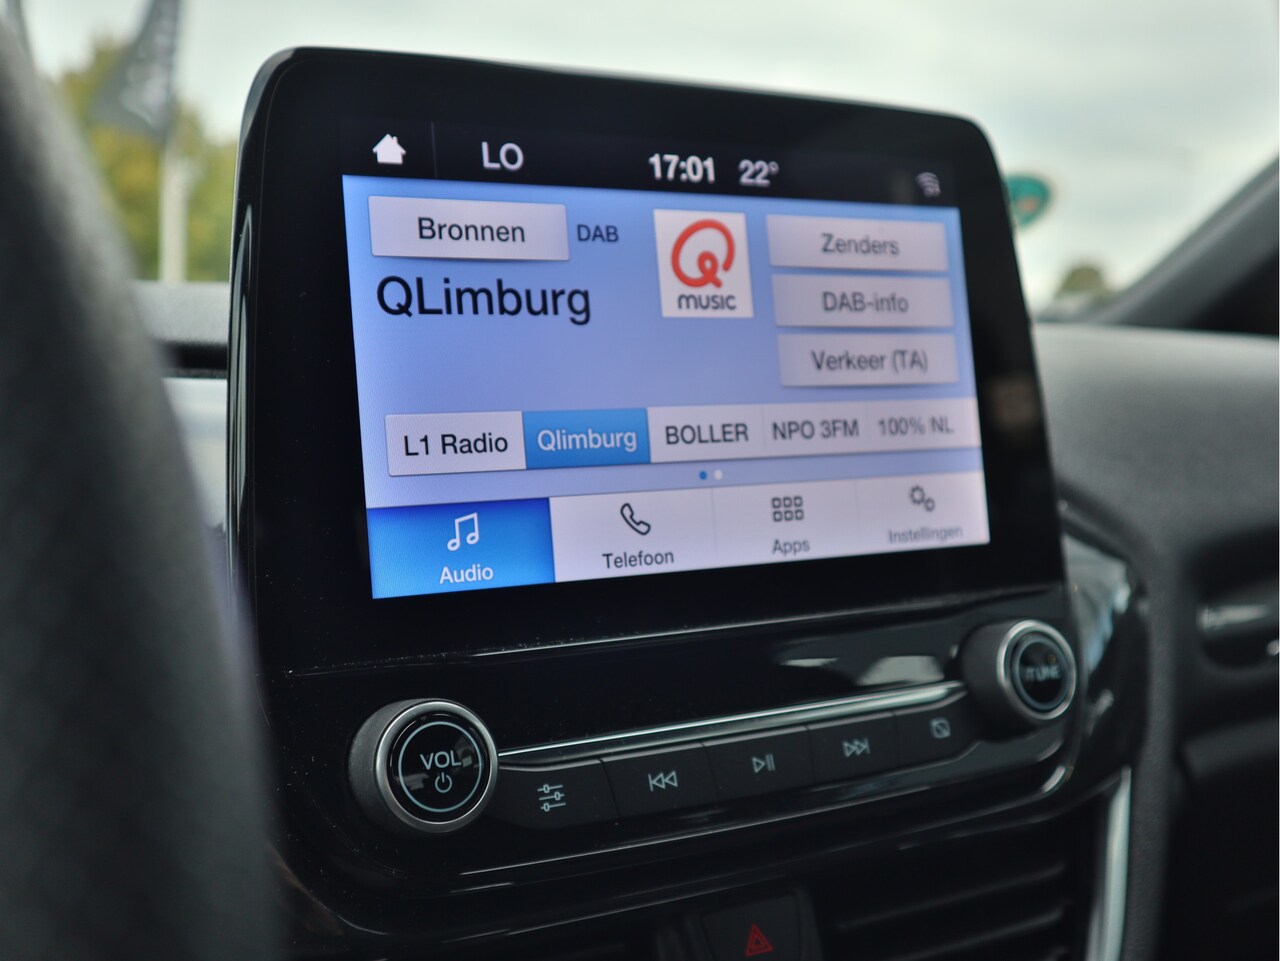 LO 17:01 22°
Bronnen DAB
QLimburg
Q
music
Zenders
DAB-info
Verkeer (TA)
L1 Radio Qlimburg BOLLER NPO 3FM 100% NL
Audio Telefoon Apps Instellingen
VOL
TUNE